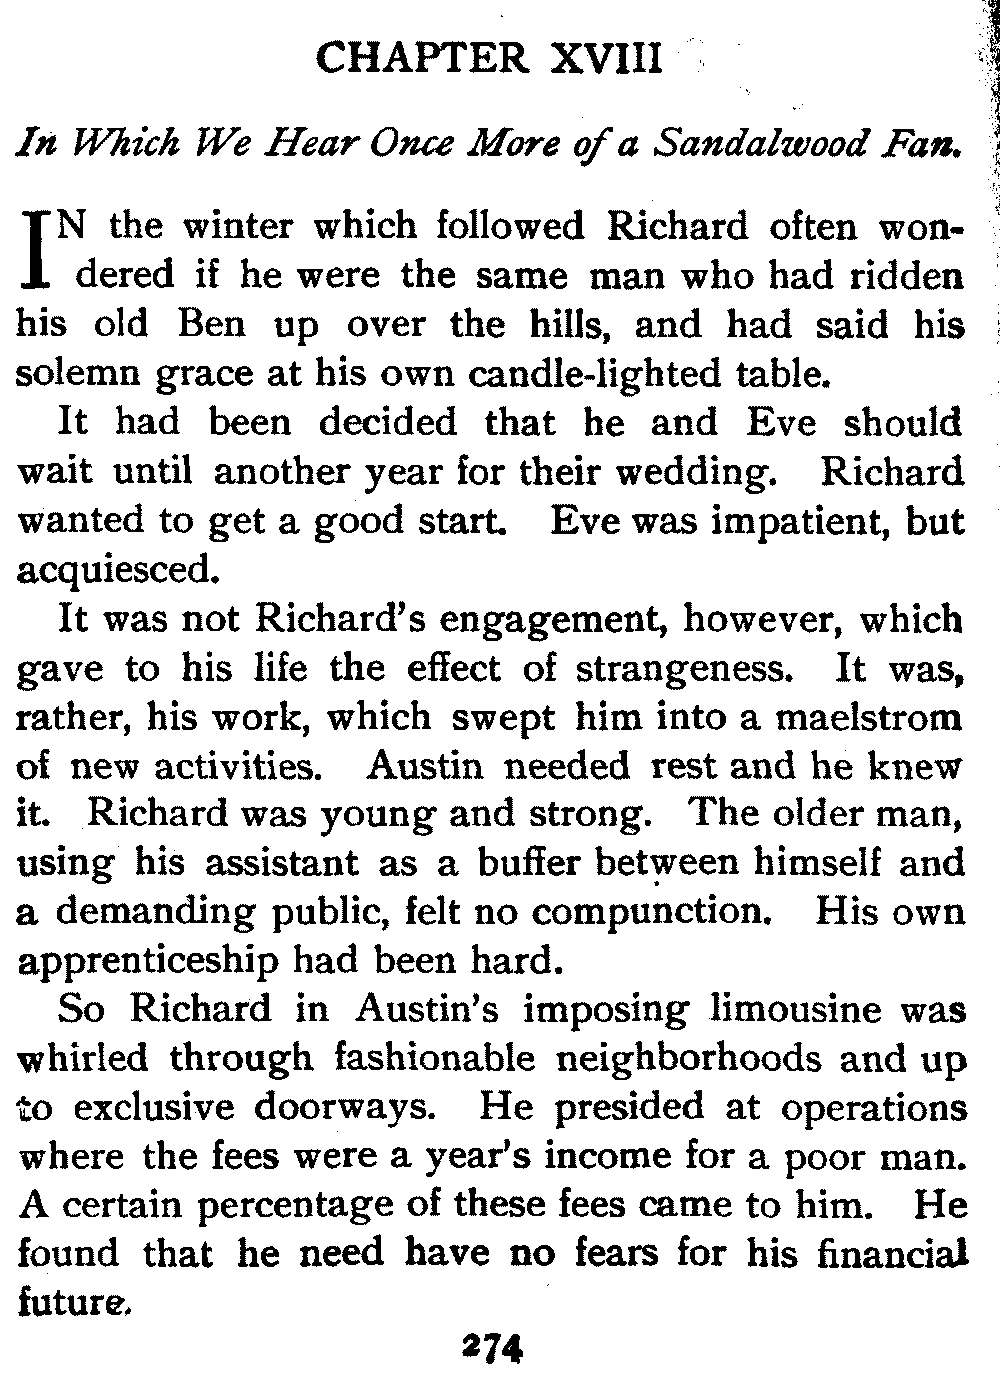 CHAPTER XVIII
In Which We Hear Once More of a Sandalwood Fan.
IN the winter which followed Richard often won-
dered if he were the same man who had ridden
his old Ben up over the hills, and had said his
solemn grace at his own candle-lighted table.
It had been decided that he and Eve should
wait until another year for their wedding. Richard
wanted to get a good start. Eve was impatient, but
acquiesced.
It was not Richard's engagement, however, which
gave to his life the effect of strangeness. It was,
rather, his work, which swept him into a maelstrom
of new activities. Austin needed rest and he knew
it. Richard was young and strong. The older man,
using his assistant as a buffer between himself and
a demanding public, felt no compunction. His own
apprenticeship had been hard.
So Richard in Austin's imposing limousine was
whirled through fashionable neighborhoods and up
to exclusive doorways. He presided at operations
where the fees were a year's income for a poor man.
A certain percentage of these fees came to him. He
found that he need have no fears for his financial
future.
274